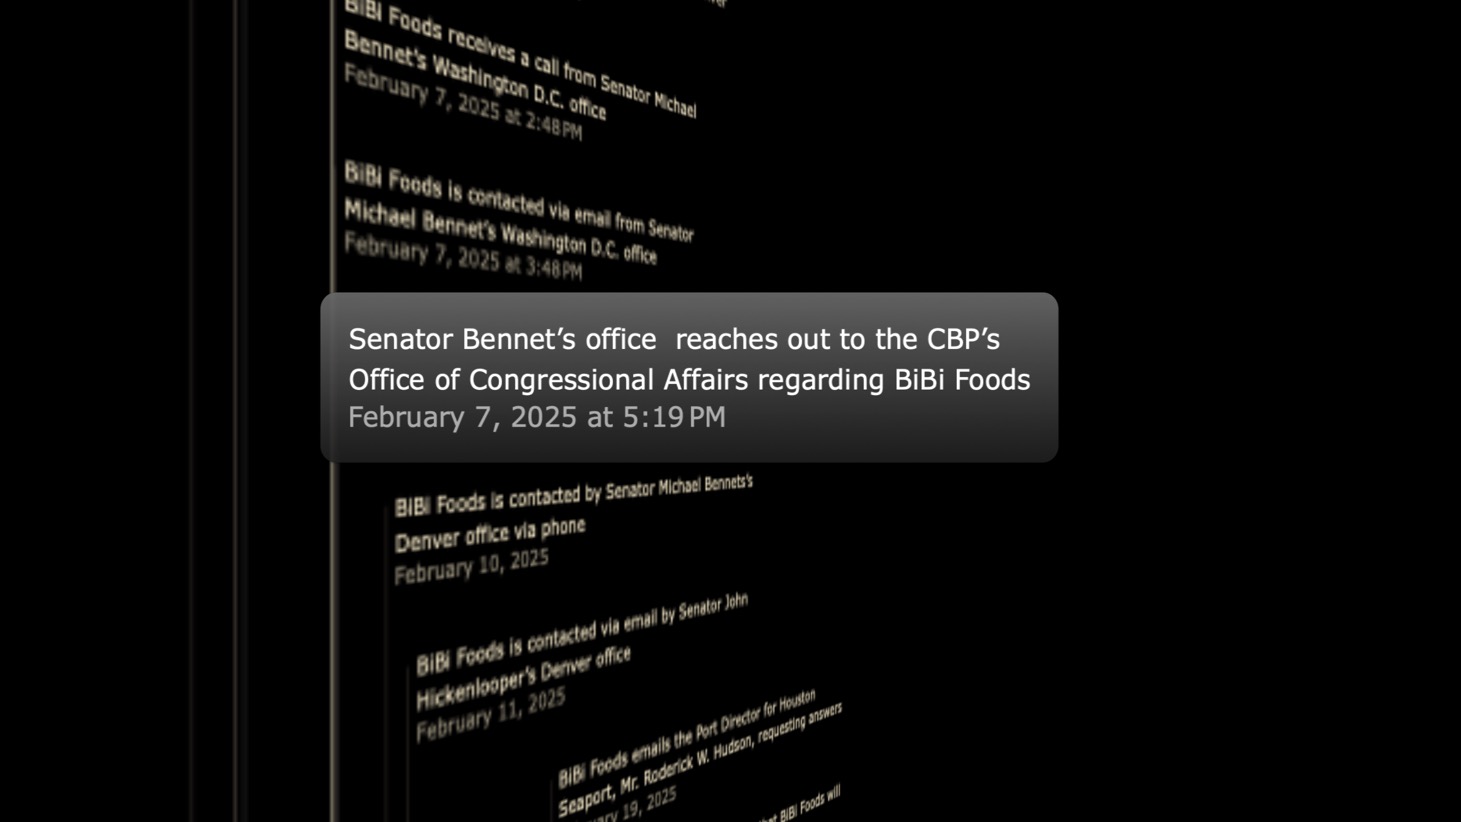 BiBi Foods receives a call from Senator Michael
Bennet's Washington D.C. office
February 7, 2025 at 2:48 PM
BiBi Foods is contacted via email from Senator
Michael Bennet's Washington D.C. office
February 7, 2025 at 3:48 PM
Senator Bennet’s office  reaches out to the CBP’s
Office of Congressional Affairs regarding BiBi Foods
February 7, 2025 at 5:19 PM
BiBi Foods is contacted by Senator Michael Bennets's
Denver office via phone
February 10, 2025
BiBi Foods is contacted via email by Senator John
Hickenlooper's Denver office
February 11, 2025
BiBi Foods emails the Port Director for Houston
Seaport, Mr. Roderick W. Hudson, requesting answers
19, 2025
BiBi Foods will